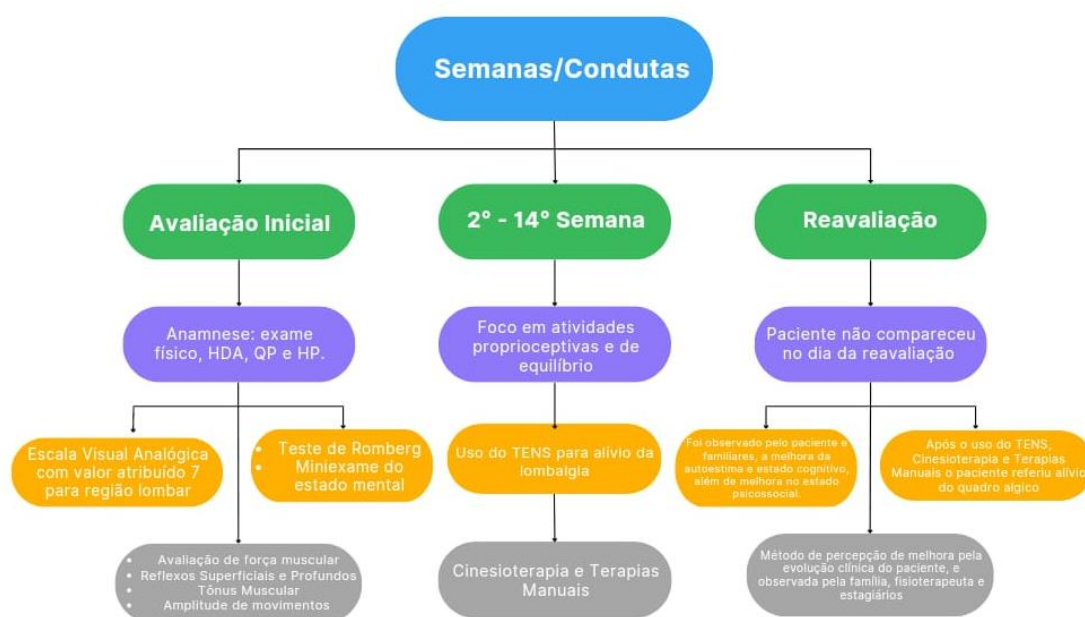 Semanas/Condutas
Avaliação Inicial
2° - 14° Semana
Reavaliação
Anamnese: exame
físico, HDA, QP e HP.
Foco em atividades
proprioceptivas e de
equilíbrio
Paciente não compareceu
no dia da reavaliação
Escala Visual Analógica
com valor atribuído 7
para região lombar
• Teste de Romberg
• Miniexame do
estado mental
Uso do TENS para alívio da
lombalgia
Foi observado pelo paciente e
familiares, a melhora da
autoestima e estado cognitivo,
além de melhora no estado
psicossocial.
Após o uso do TENS,
Cinesioterapia e Terapias
Manuais o paciente referiu alívio
do quadro álgico
• Avaliação de força muscular
• Reflexos Superficiais e Profundos
• Tônus Muscular
• Amplitude de movimentos
Cinesioterapia e Terapias
Manuais
Método de percepção de melhora pela
evolução clínica do paciente, e
observada pela família, fisioterapeuta e
estagiários